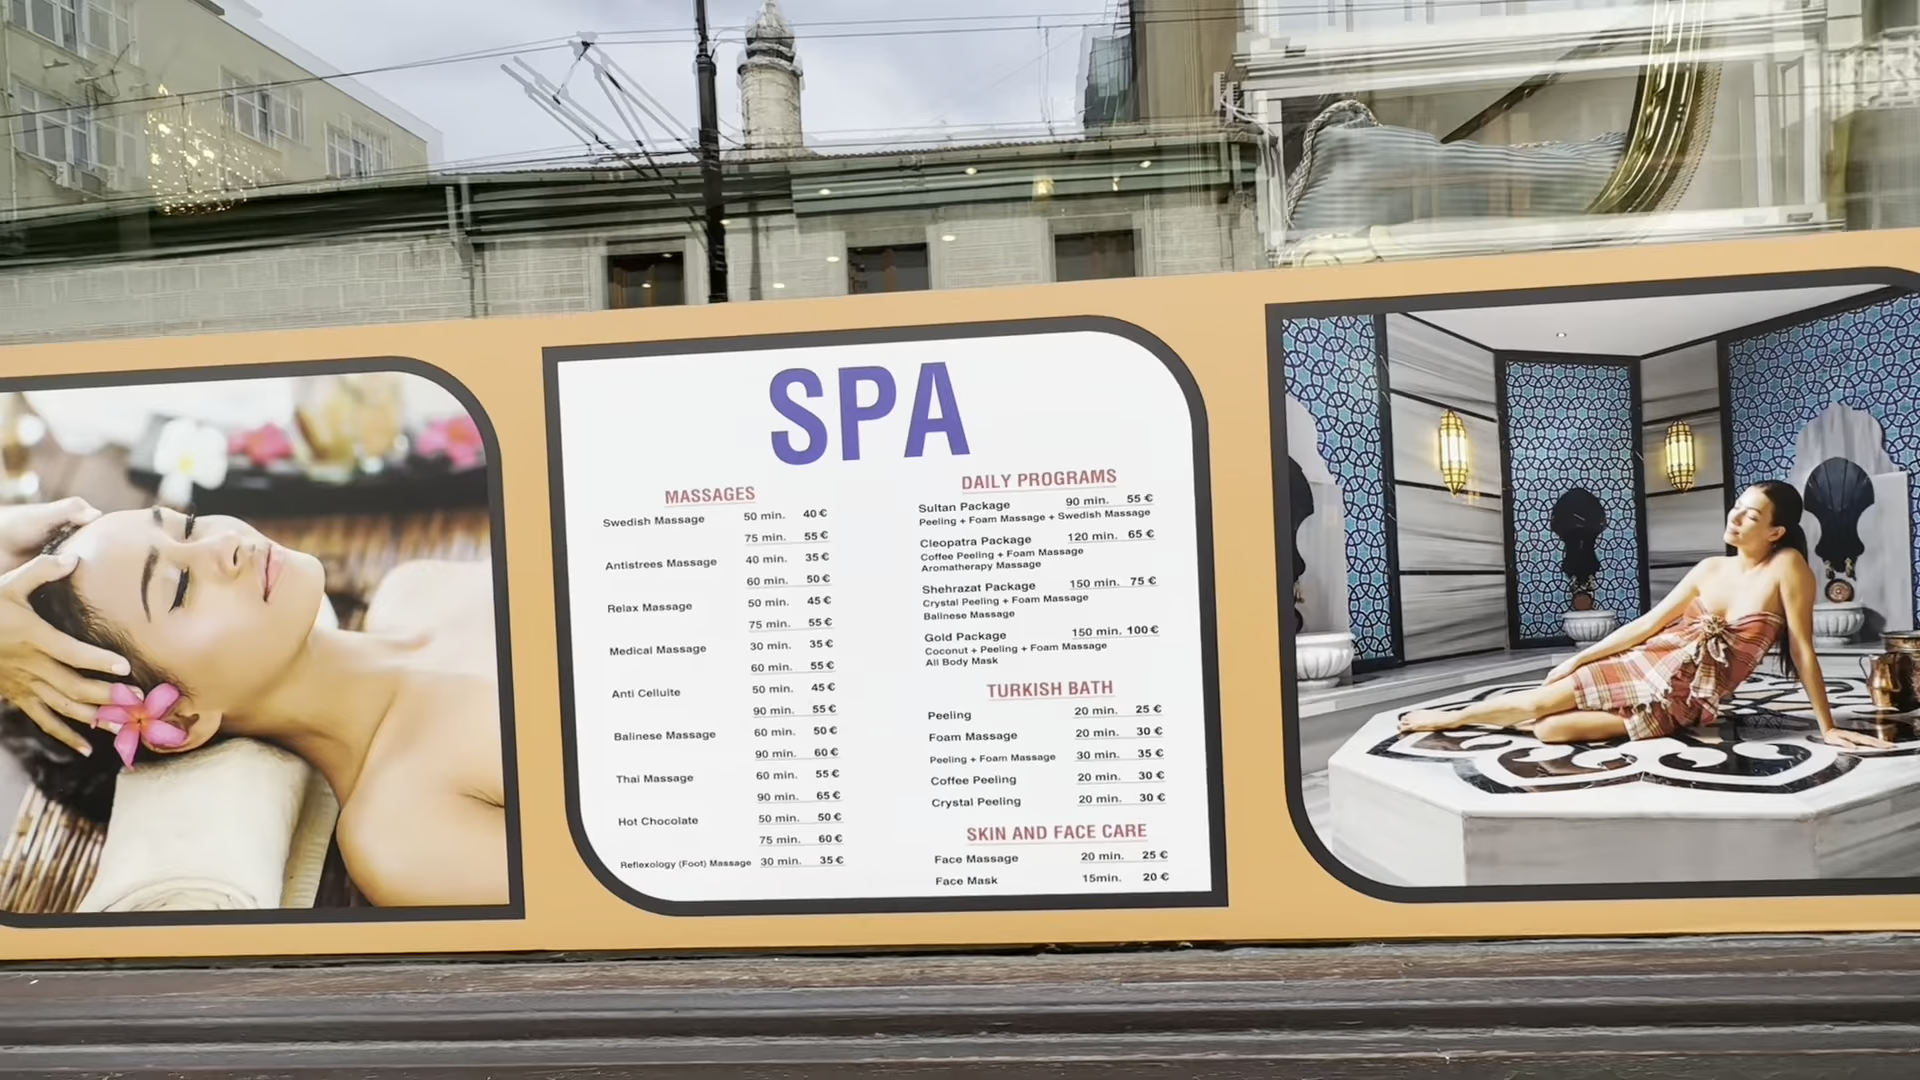 SPA
MASSAGES
Swedish Massage 50 min. 40 €
75 min. 55 €
Antistrees Massage 40 min. 35 €
60 min. 50 €
Relax Massage 50 min. 45 €
75 min. 55 €
Medical Massage 30 min. 35 €
60 min. 55 €
Anti Celluite 50 min. 45 €
90 min. 55 €
Balinese Massage 60 min. 50 €
90 min. 60 €
Thai Massage 60 min. 55 €
90 min. 65 €
Hot Chocolate 50 min. 50 €
75 min. 60 €
Reflexology (Foot) Massage 30 min. 35 €
DAILY PROGRAMS
Sultan Package 90 min. 55 €
Peeling + Foam Massage + Swedish Massage
Cleopatra Package 120 min. 65 €
Coffee Peeling + Foam Massage
Aromatherapy Massage
Shehrazat Package 150 min. 75 €
Crystal Peeling + Foam Massage
Balinese Massage
Gold Package 150 min. 100 €
Coconut + Peeling + Foam Massage
All Body Mask
TURKISH BATH
Peeling 20 min. 25 €
Foam Massage 20 min. 30 €
Peeling + Foam Massage 30 min. 35 €
Coffee Peeling 20 min. 30 €
Crystal Peeling 20 min. 30 €
SKIN AND FACE CARE
Face Massage 20 min. 25 €
Face Mask 15min. 20 €